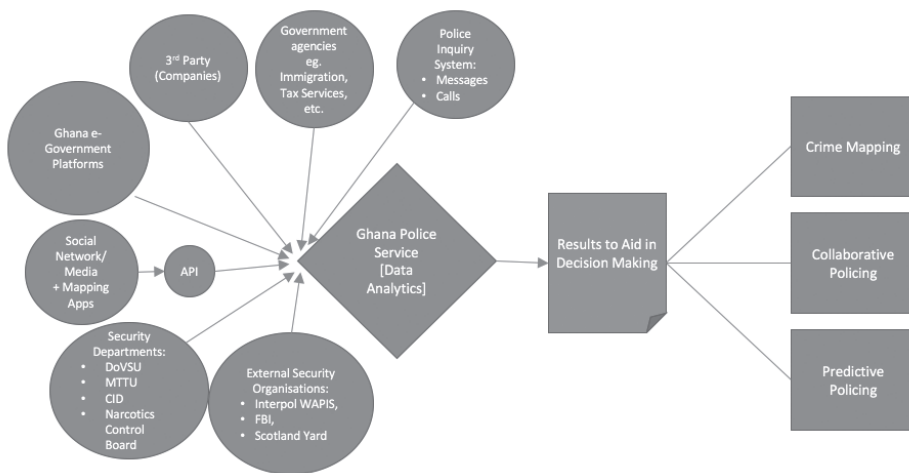 3rd Party
(Companies)
Government
agencies
eg.
Immigration,
Tax Services,
etc.
Police
Inquiry
System:
• Messages
• Calls
Ghana e-
Government
Platforms
Social
Network/
Media
+ Mapping
Apps
API
Security
Departments:
• DoVSU
• MTTU
• CID
• Narcotics
Control
Board
External Security
Organisations:
• Interpol WAPIS,
• FBI,
• Scotland Yard
Ghana Police
Service
[Data
Analytics]
Results to Aid in
Decision Making
Crime Mapping
Collaborative
Policing
Predictive
Policing